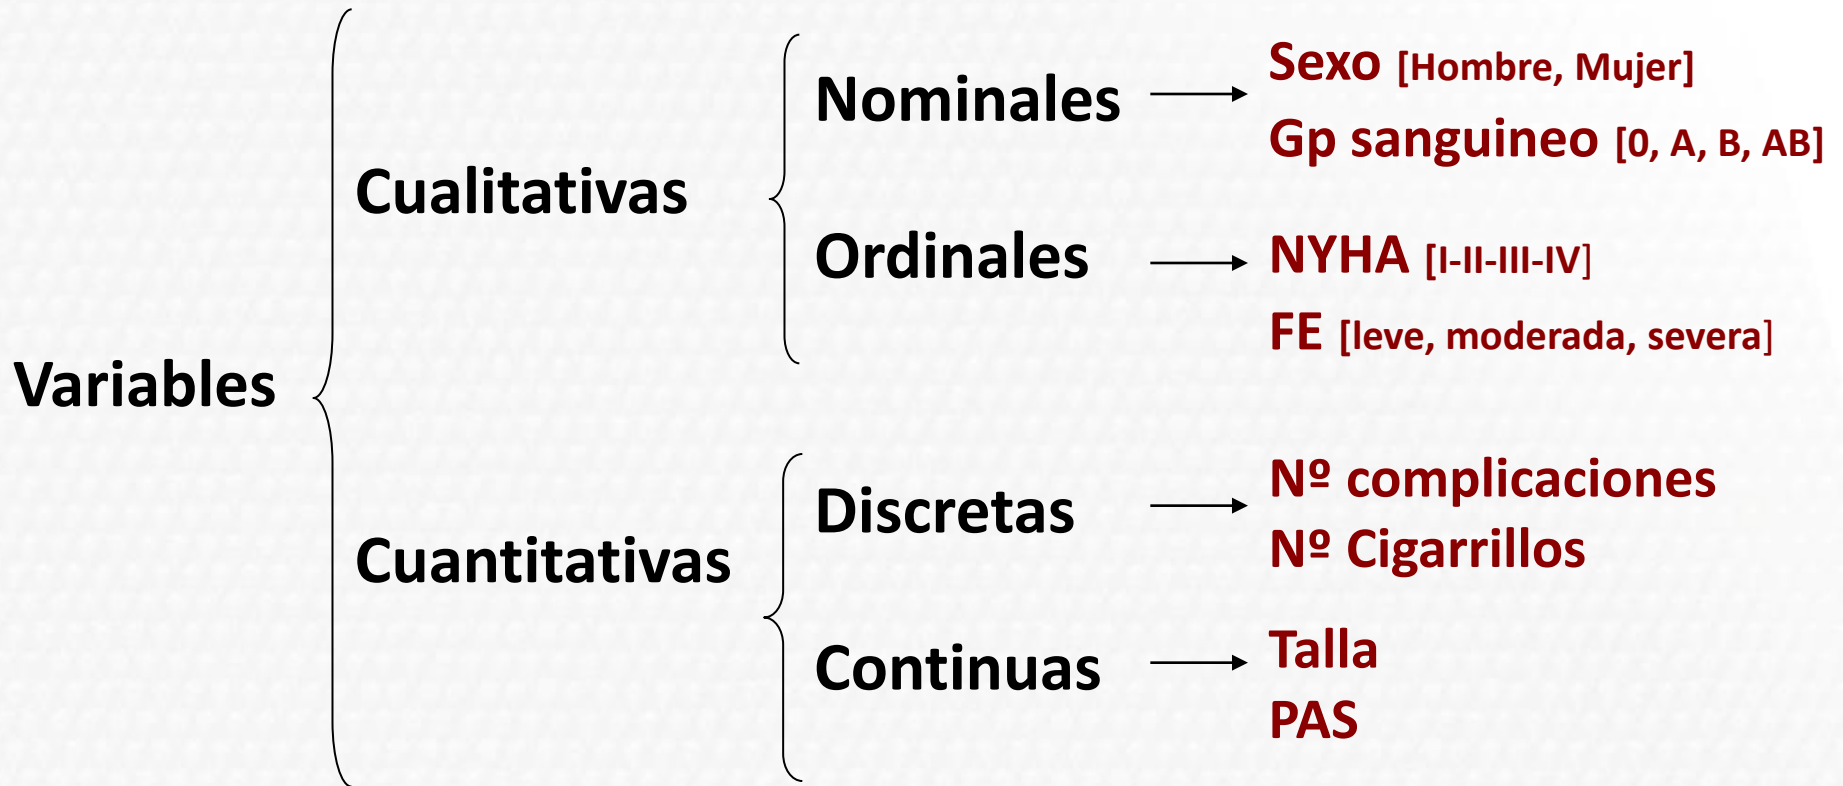 Variables
Cualitativas
Nominales
Sexo [Hombre, Mujer]
Gp sanguineo [0, A, B, AB]
Ordinales
NYHA [I-II-III-IV]
FE [leve, moderada, severa]
Cuantitativas
Discretas
Nº complicaciones
Nº Cigarrillos
Continuas
Talla
PAS